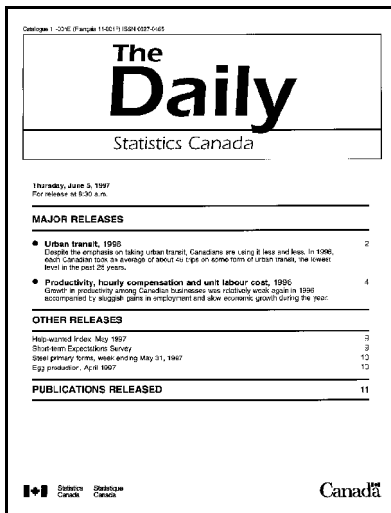 The
Daily
Statistics Canada
Thursday, June 5, 1997
For release at 8:30 a.m.
MAJOR RELEASES
● Urban transit, 1996 2
Despite the emphasis on taking urban transit, Canadians are using it less and less. In 1996,
each Canadian took an average of about 48 trips on some form of urban transit, the lowest
level in the past 25 years.
● Productivity, hourly compensation and unit labour cost, 1996 4
Growth in productivity among Canadian businesses was relatively weak again in 1996
accompanied by sluggish gains in employment and slow economic growth during the year.
OTHER RELEASES
Help-wanted Index May 1997 9
Short-term Expectations Survey 9
Steel primary forms, week ending May 31, 1997 10
Egg production, April 1997 10
PUBLICATIONS RELEASED 11
Statistics Statistique
Canada Canada
Canada